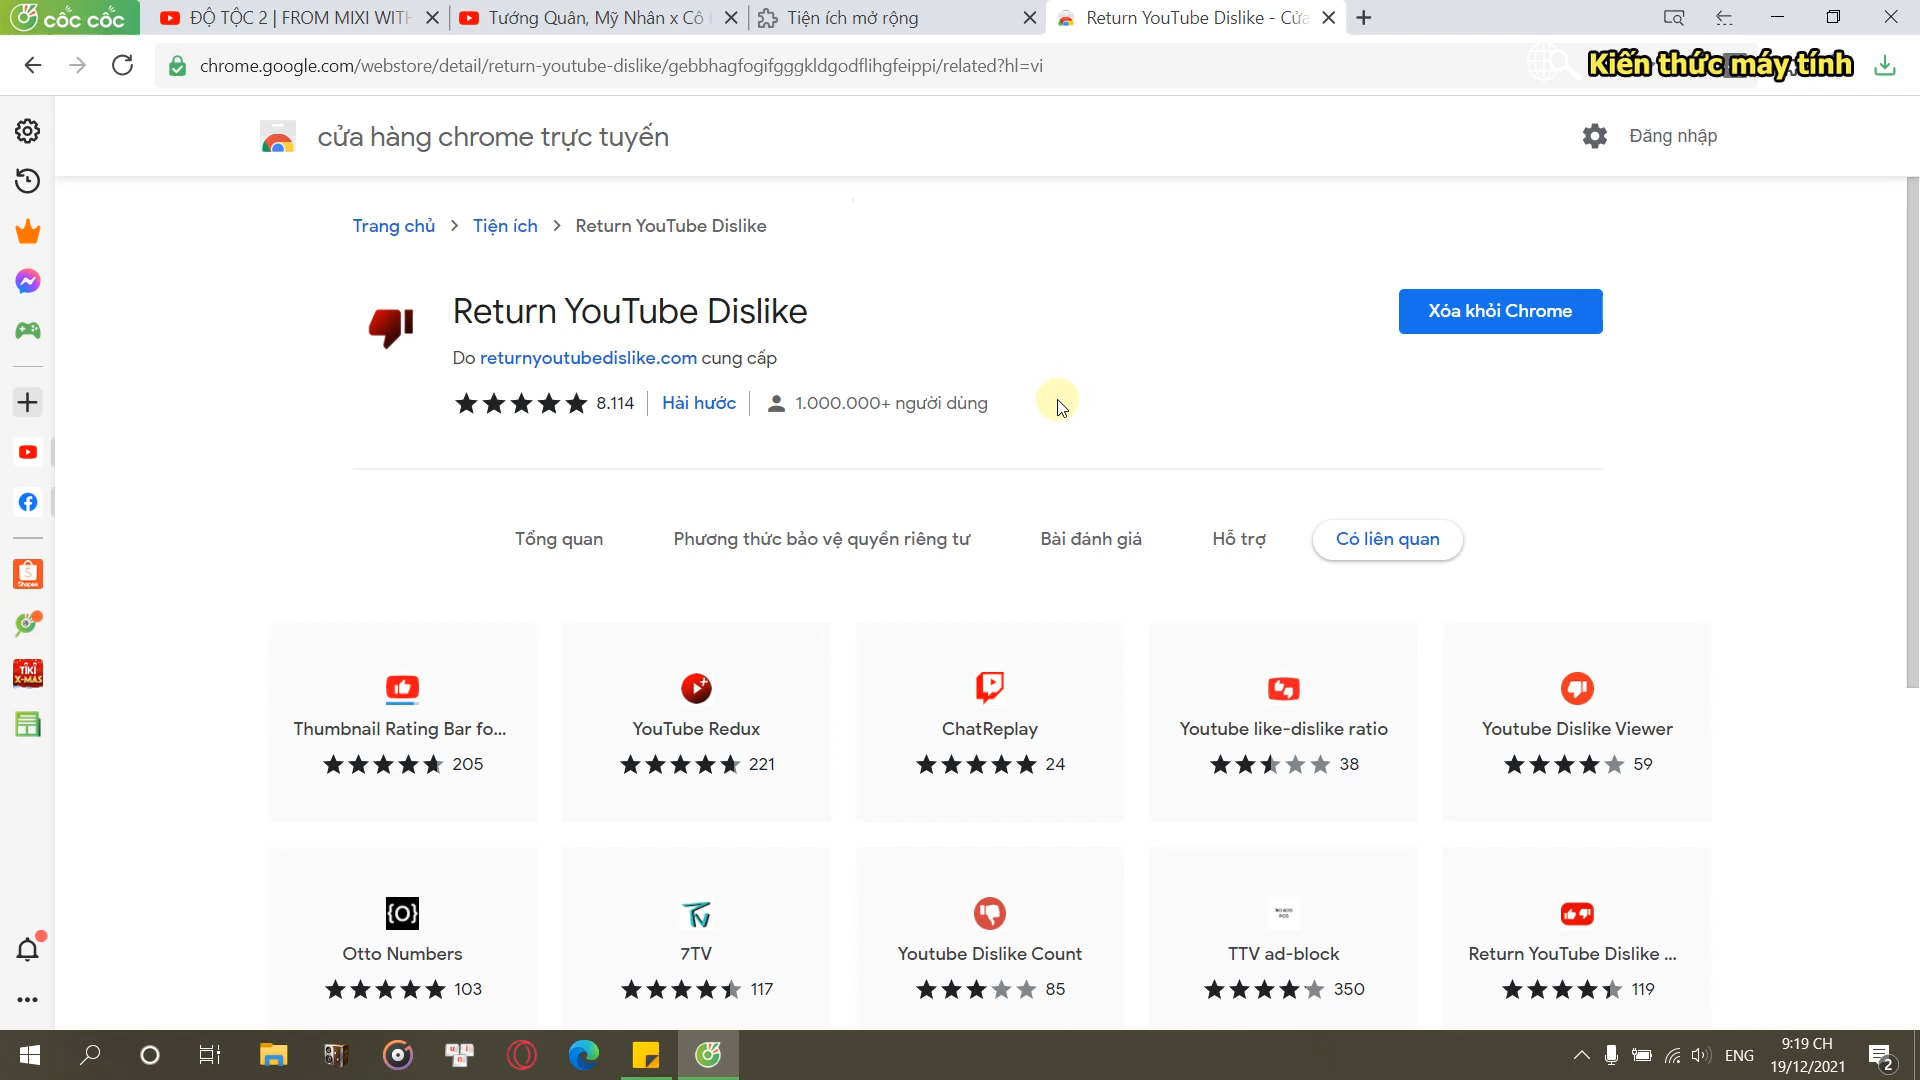 cốc cốc
ĐỘ TỘC 2 | FROM MIXI WITH
Tướng Quân, Mỹ Nhân x Cô
Tiện ích mở rộng
Return YouTube Dislike - Cửa
chrome.google.com/webstore/detail/return-youtube-dislike/gebbhagfogifgggkldgodflihgfeippi/related?hl=vi
Kiến thức máy tính
cửa hàng chrome trực tuyến
Đăng nhập
Trang chủ > Tiện ích > Return YouTube Dislike
Return YouTube Dislike
Xóa khỏi Chrome
Do returnyoutubedislike.com cung cấp
8.114
Hài hước
1.000.000+ người dùng
Tổng quan
Phương thức bảo vệ quyền riêng tư
Bài đánh giá
Hỗ trợ
Có liên quan
Thumbnail Rating Bar fo...
205
YouTube Redux
221
ChatReplay
24
Youtube like-dislike ratio
38
Youtube Dislike Viewer
59
Otto Numbers
103
7TV
117
Youtube Dislike Count
85
TTV ad-block
350
Return YouTube Dislike ...
119
Shopee
TIKI
X-MAS
ENG
9:19 CH
19/12/2021
2